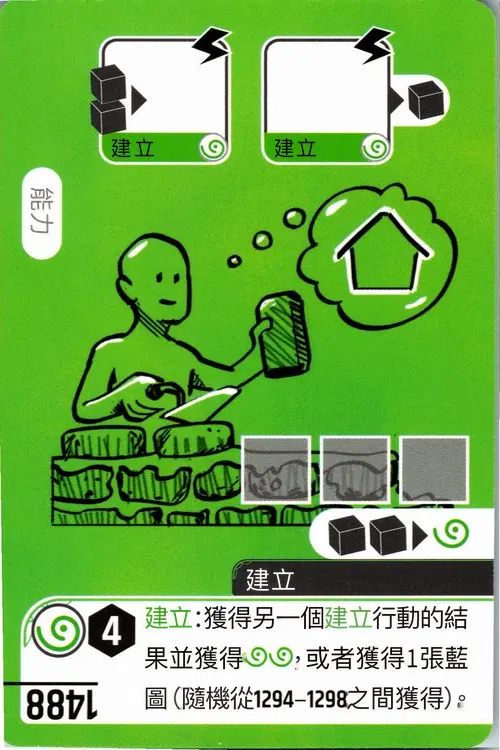 建立
建立
能力
建立
4
建立：獲得另一個建立行動的結
果並獲得，或者獲得1張藍
圖（隨機從1294–1298之間獲得）。
1488